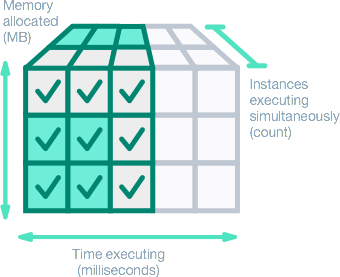 Memory
allocated
(MB)
Instances
executing
simultaneously
(count)
Time executing
(milliseconds)